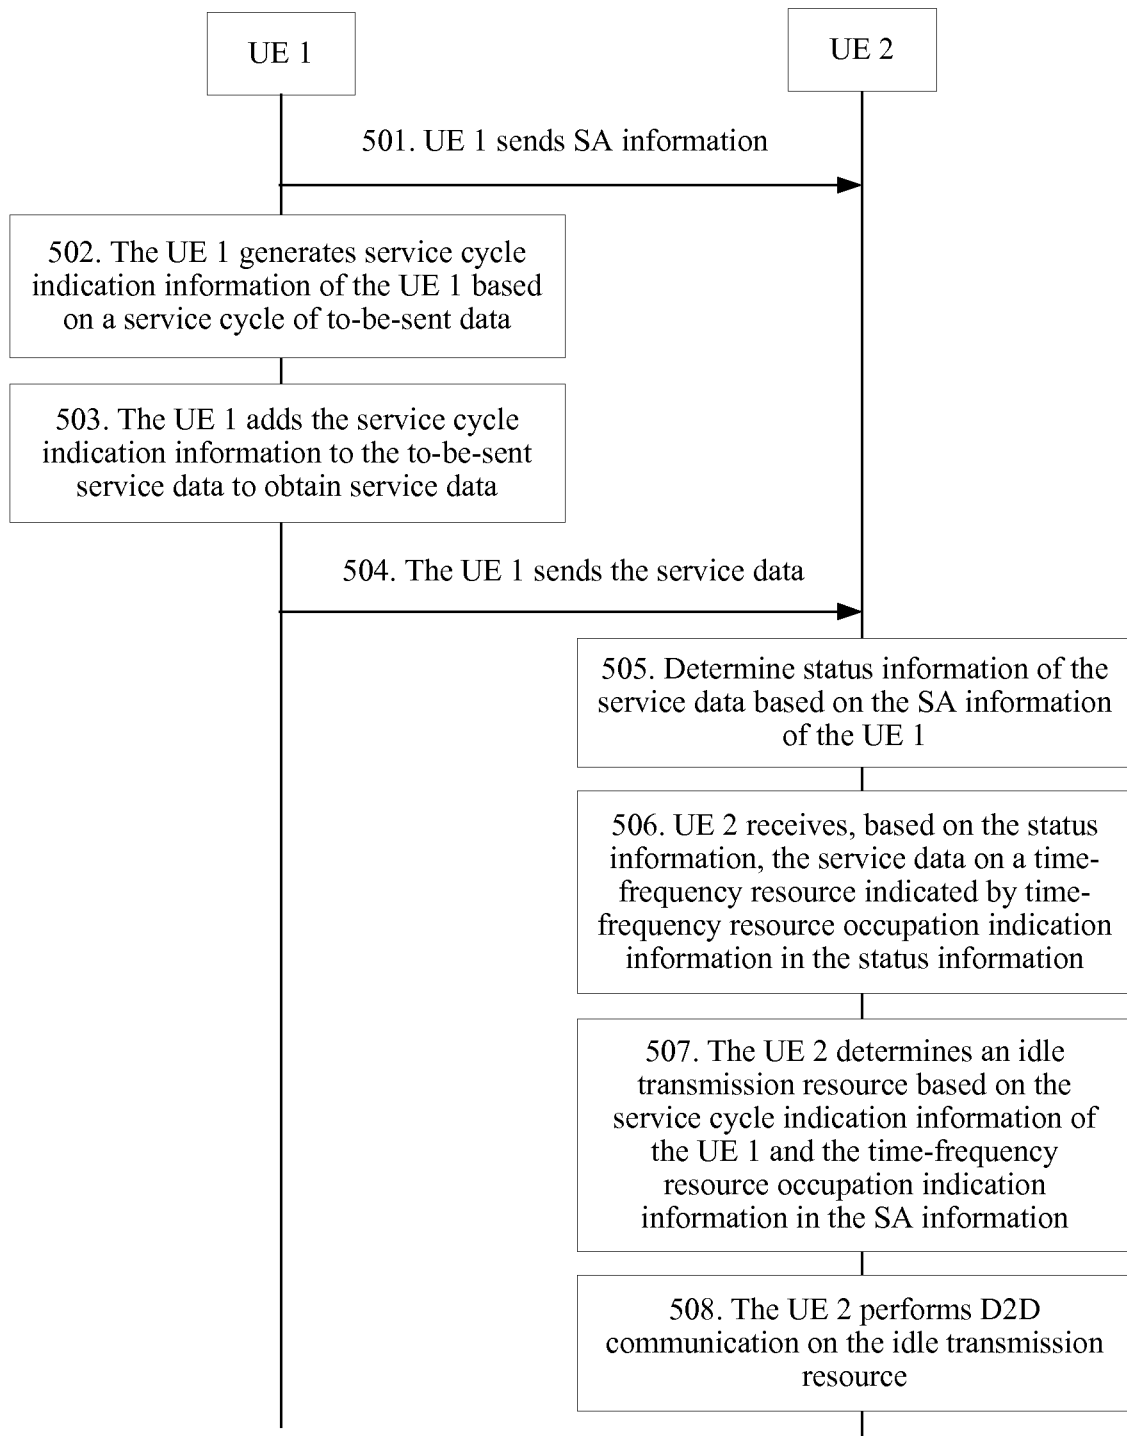 UE 1
UE 2
501. UE 1 sends SA information
502. The UE 1 generates service cycle
indication information of the UE 1 based
on a service cycle of to-be-sent data
503. The UE 1 adds the service cycle
indication information to the to-be-sent
service data to obtain service data
504. The UE 1 sends the service data
505. Determine status information of the
service data based on the SA information
of the UE 1
506. UE 2 receives, based on the status
information, the service data on a time-
frequency resource indicated by time-
frequency resource occupation indication
information in the status information
507. The UE 2 determines an idle
transmission resource based on the
service cycle indication information of
the UE 1 and the time-frequency
resource occupation indication
information in the SA information
508. The UE 2 performs D2D
communication on the idle transmission
resource